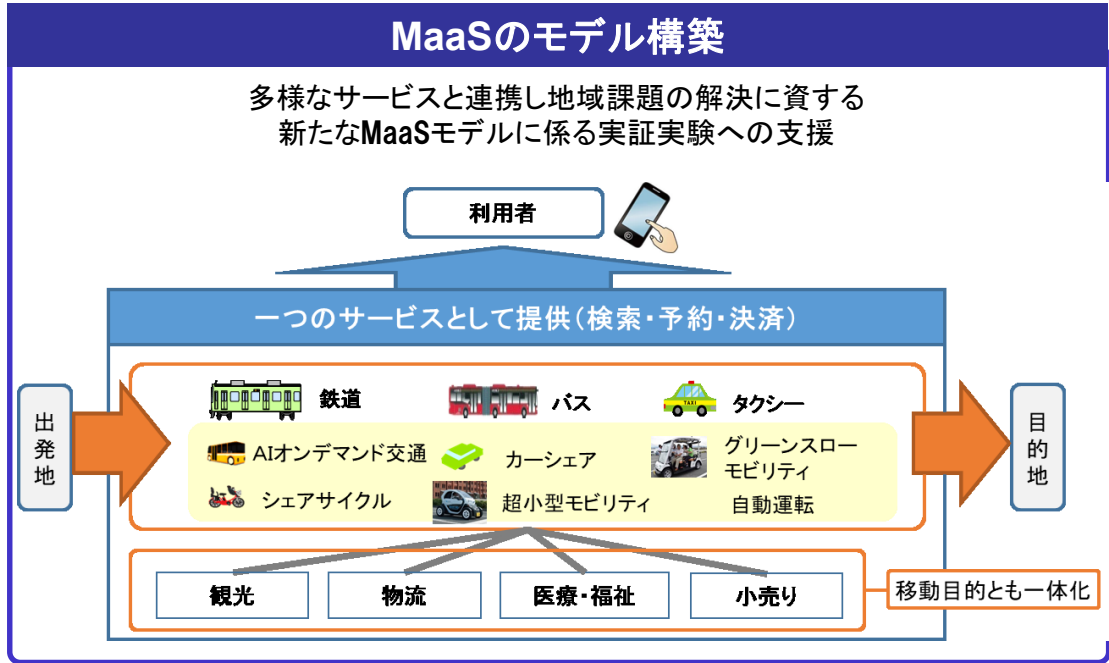 MaaSのモデル構築
多様なサービスと連携し地域課題の解決に資する
新たなMaaSモデルに係る実証実験への支援
利用者
一つのサービスとして提供(検索・予約・決済)
出発地
鉄道
バス
TAXI
タクシー
目的地
AIオンデマンド交通
カーシェア
グリーンスロー
モビリティ
シェアサイクル
超小型モビリティ
自動運転
観光
物流
医療・福祉
小売り
移動目的とも一体化